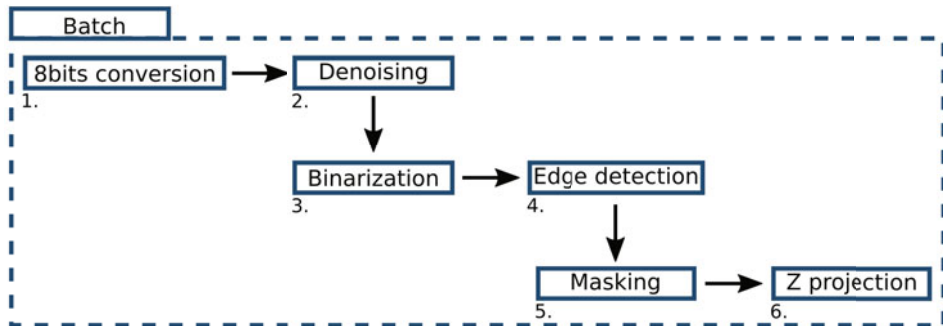 Batch
8bits conversion
1.
Denoising
2.
Binarization
3.
Edge detection
4.
Masking
5.
Z projection
6.